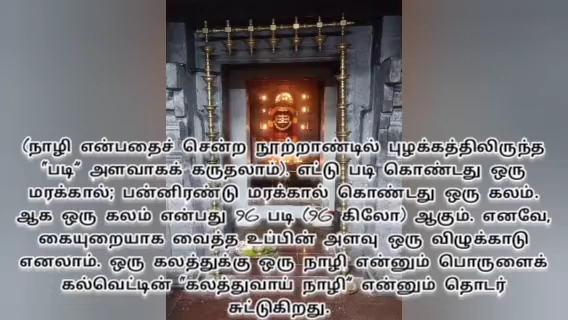 (நாழி என்பதைச் சென்ற நூற்றாண்டில் புழக்கத்திலிருந்த
"படி" அளவாகக் கருதலாம்). எட்டு படி கொண்டது ஒரு
மரக்கால்; பன்னிரண்டு மரக்கால் கொண்டது ஒரு கலம்.
ஆக ஒரு கலம் என்பது 96 படி (96 கிலோ) ஆகும். எனவே,
கையுறையாக வைத்த உப்பின் அளவு ஒரு விழுக்காடு
எனலாம். ஒரு கலத்துக்கு ஒரு நாழி என்னும் பொருளைக்
கல்வெட்டின் "கலத்துவாய் நாழி" என்னும் தொடர்
சுட்டுகிறது.